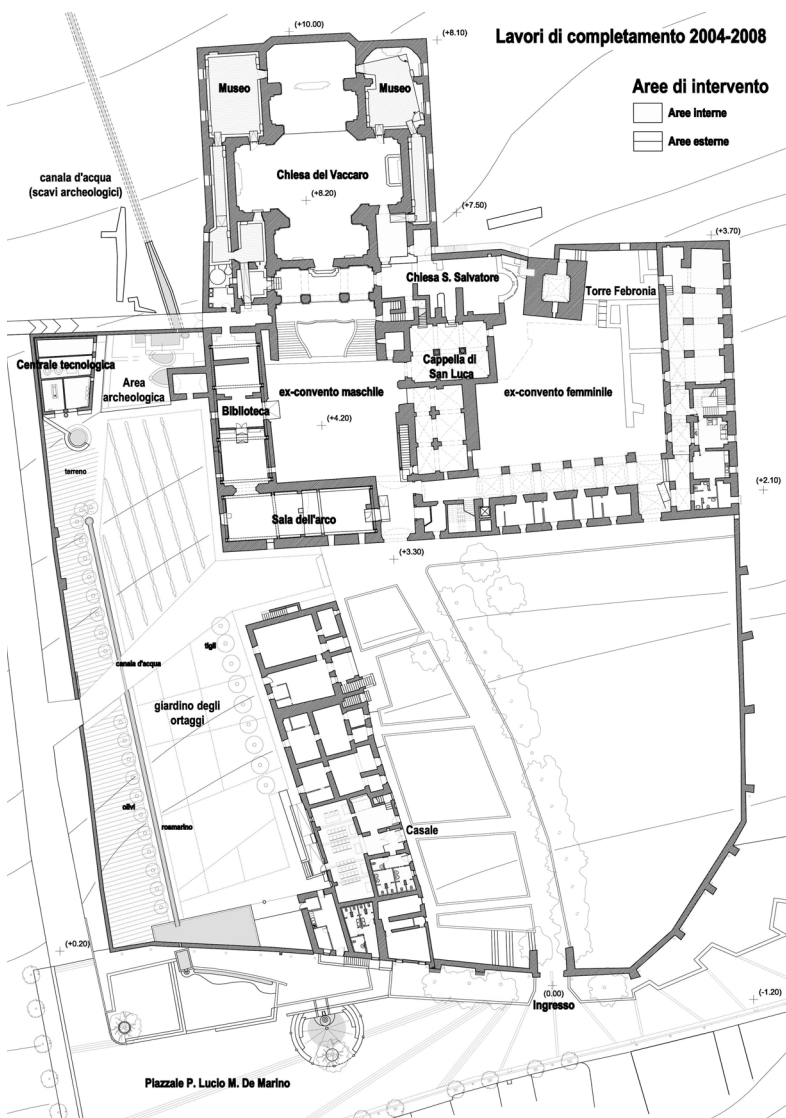 (+10.00)
(+8.10)
Lavori di completamento 2004-2008
Museo
Museo
Aree di intervento
Aree interne
Aree esterne
canala d'acqua
(scavi archeologici)
Chiesa del Vaccaro
(+8.20)
(+7.50)
(+3.70)
Chiesa S. Salvatore
Torre Febronia
Centrale tecnologica
Area
archeologica
Cappella di
San Luca
ex-convento maschile
ex-convento femminile
Biblioteca
(+4.20)
terreno
(+2.10)
Sala dell'arco
(+3.30)
tigli
canala d'acqua
giardino degli
ortaggi
olivi
rosmarino
Casale
(+0.20)
(0.00)
(-1.20)
Ingresso
Piazzale P. Lucio M. De Marino